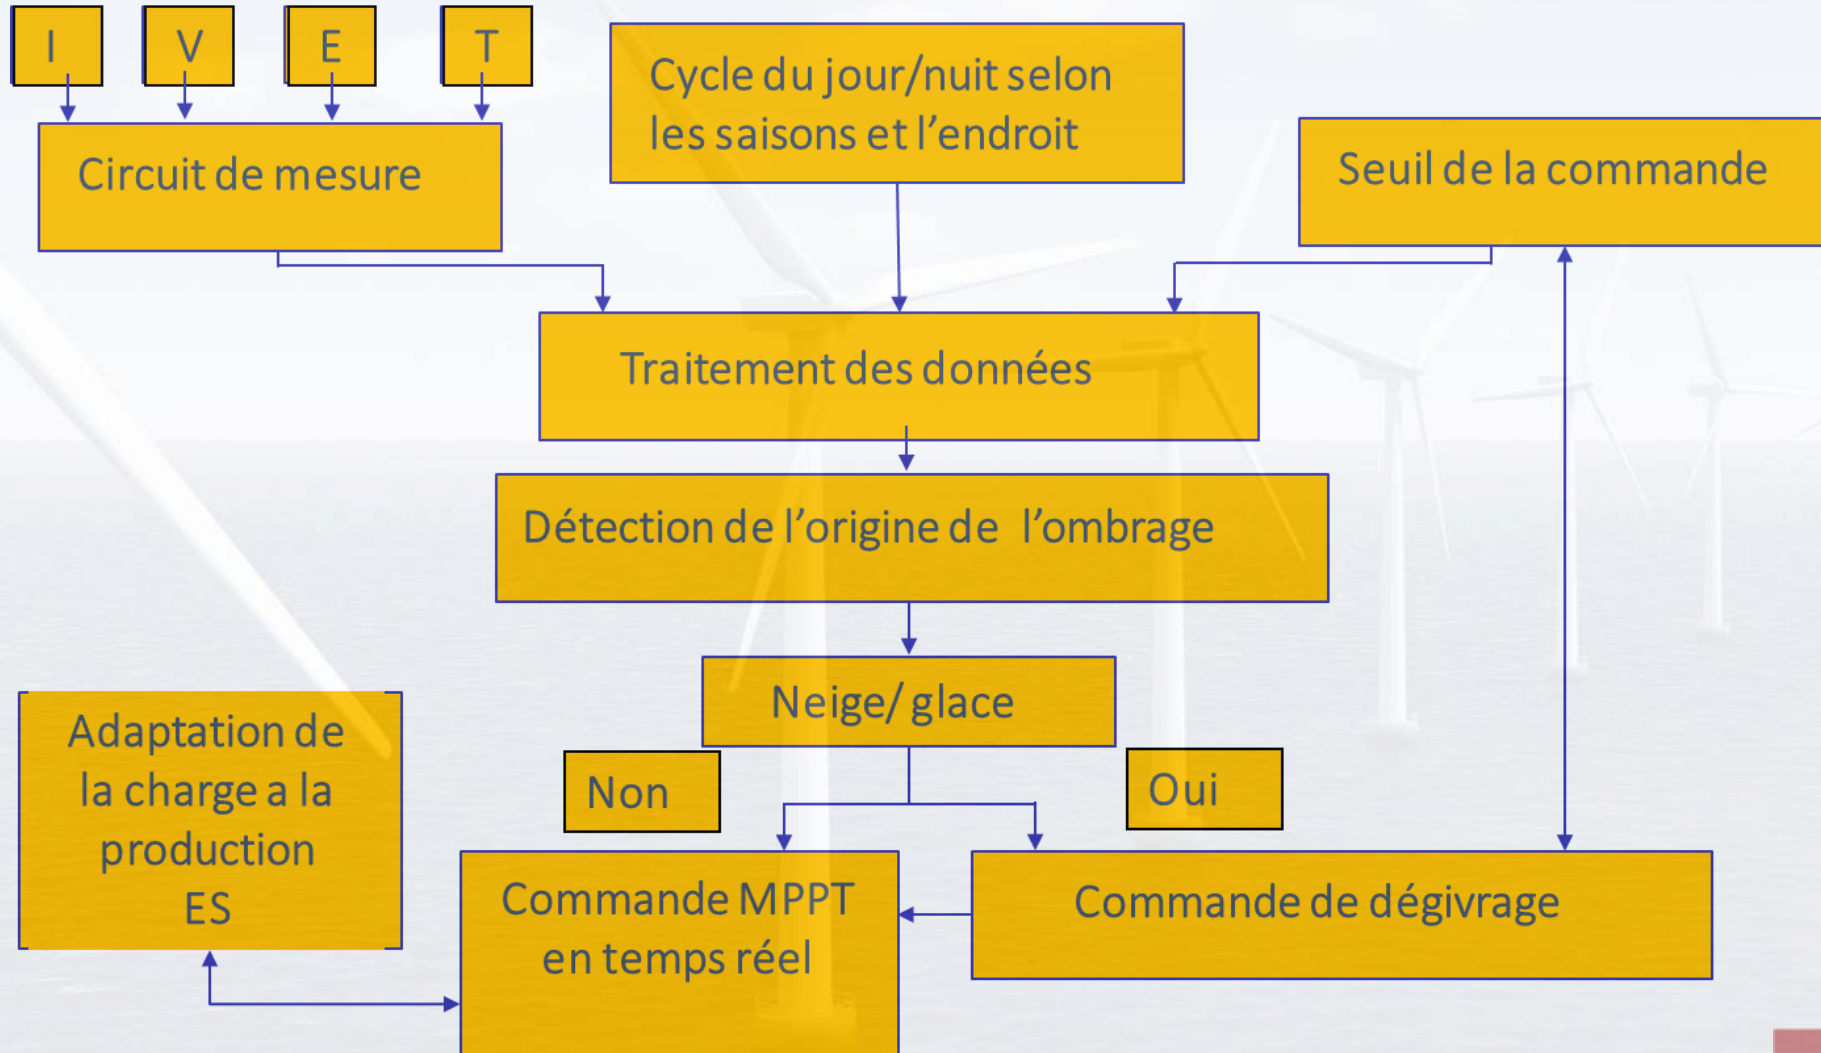 I
V
E
T
Cycle du jour/nuit selon
les saisons et l’endroit
Circuit de mesure
Seuil de la commande
Traitement des données
Détection de l’origine de l’ombrage
Neige/ glace
Adaptation de
la charge a la
production
ES
Non
Oui
Commande MPPT
en temps réel
Commande de dégivrage